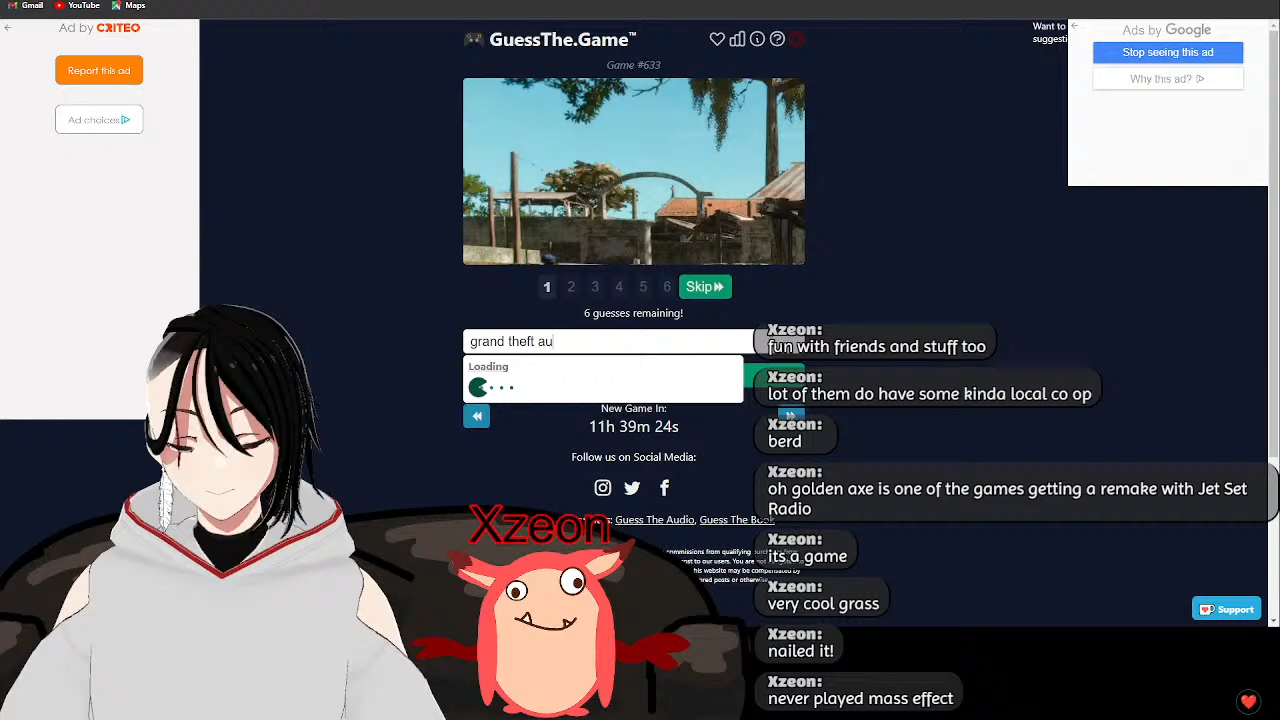 Gmail YouTube Maps
Ad by CRITEO
Report this ad
Ad choices
GuessThe.Game™
Game #633
Want to
suggesti
Ads by Google
Stop seeing this ad
Why this ad?
1 2 3 4 5 6 Skip
6 guesses remaining!
grand theft au
Loading
New Game In:
11h 39m 24s
Follow us on Social Media:
Guess The Audio, Guess The Book
Support
Xzeon
Xzeon:
fun with friends and stuff too
Xzeon:
lot of them do have some kinda local co op
Xzeon:
berd
Xzeon:
oh golden axe is one of the games getting a remake with Jet Set
Radio
Xzeon:
its a game
Xzeon:
very cool grass
Xzeon:
nailed it!
Xzeon:
never played mass effect